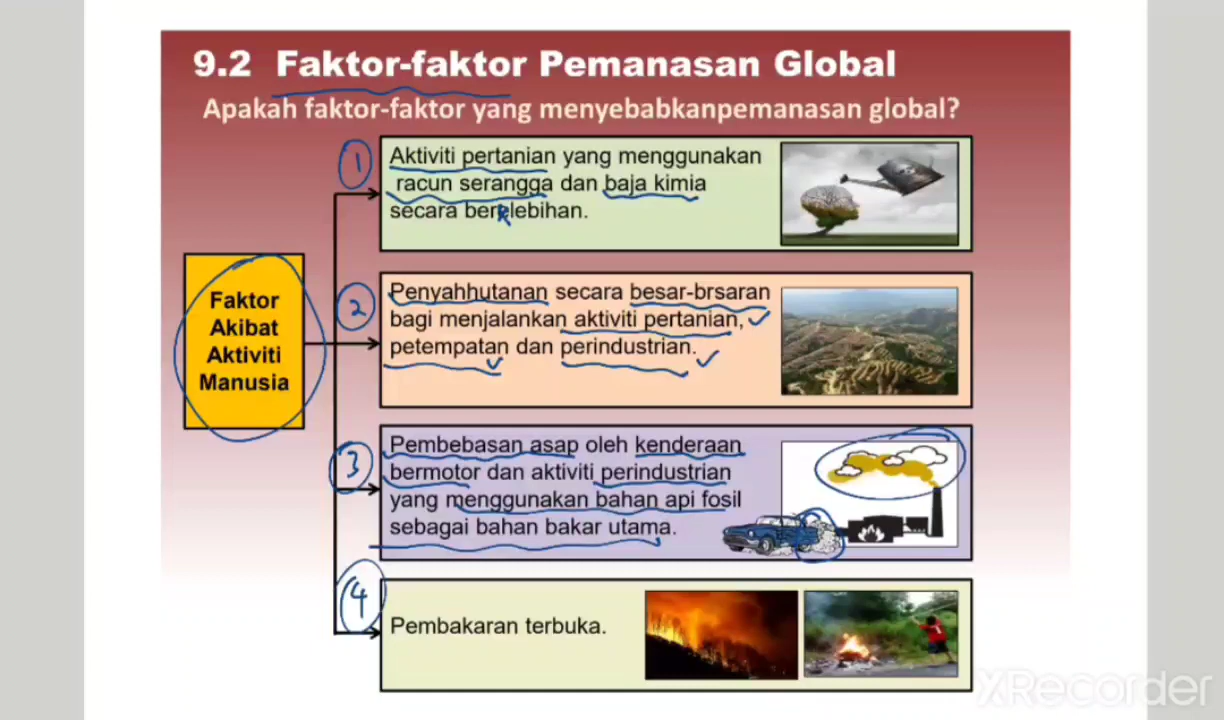 9.2 Faktor-faktor Pemanasan Global
Apakah faktor-faktor yang menyebabkanpemanasan global?
Faktor
Akibat
Aktiviti
Manusia
1
Aktiviti pertanian yang menggunakan
racun serangga dan baja kimia
secara berlebihan.
2
Penyahhutanan secara besar-brsaran
bagi menjalankan aktiviti pertanian,
petempatan dan perindustrian.
3
Pembebasan asap oleh kenderaan
bermotor dan aktiviti perindustrian
yang menggunakan bahan api fosil
sebagai bahan bakar utama.
4
Pembakaran terbuka.
XRecorder